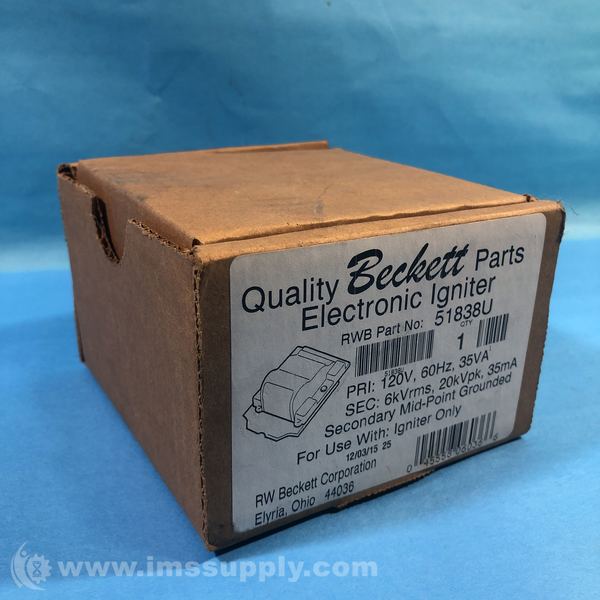 Quality Beckett Parts
Electronic Igniter
RWB Part No: 51838U
QTY
1
51838U
PRI: 120V, 60Hz, 35VA
SEC: 6kVrms, 20kVpk, 35mA
Secondary Mid-Point Grounded
For Use With: Igniter Only
12/03/15 25
RW Beckett Corporation
Elyria, Ohio 44036
www.imssupply.com